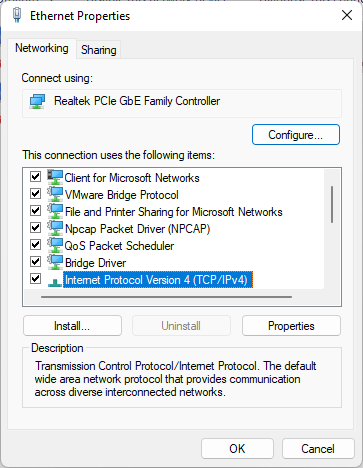 Ethernet Properties
Networking
Sharing
Connect using:
Realtek PCIe GbE Family Controller
Configure...
This connection uses the following items:
Client for Microsoft Networks
VMware Bridge Protocol
File and Printer Sharing for Microsoft Networks
Npcap Packet Driver (NPCAP)
QoS Packet Scheduler
Bridge Driver
Internet Protocol Version 4 (TCP/IPv4)
Install...
Uninstall
Properties
Description
Transmission Control Protocol/Internet Protocol. The default
wide area network protocol that provides communication
across diverse interconnected networks.
OK
Cancel